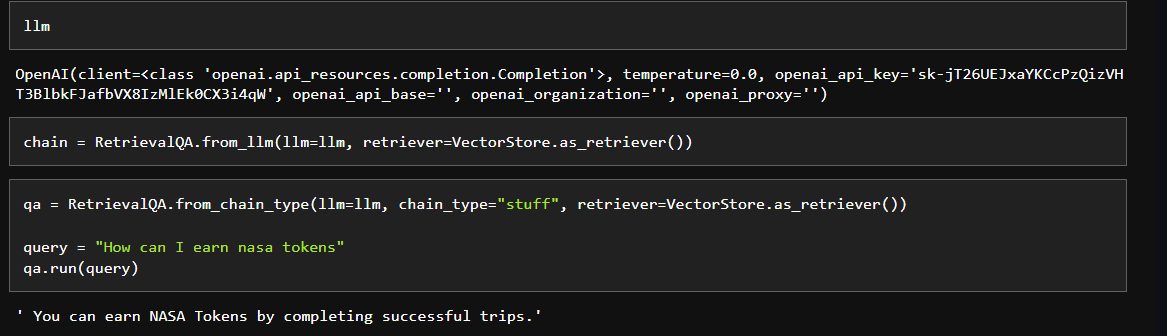 llm
OpenAI(client=<class 'openai.api_resources.completion.Completion'>, temperature=0.0, openai_api_key='
', openai_api_base='', openai_organization='', openai_proxy='')
chain = RetrievalQA.from_llm(llm=llm, retriever=VectorStore.as_retriever())
qa = RetrievalQA.from_chain_type(llm=llm, chain_type="stuff", retriever=VectorStore.as_retriever())
query = "How can I earn nasa tokens"
qa.run(query)
' You can earn NASA Tokens by completing successful trips.'